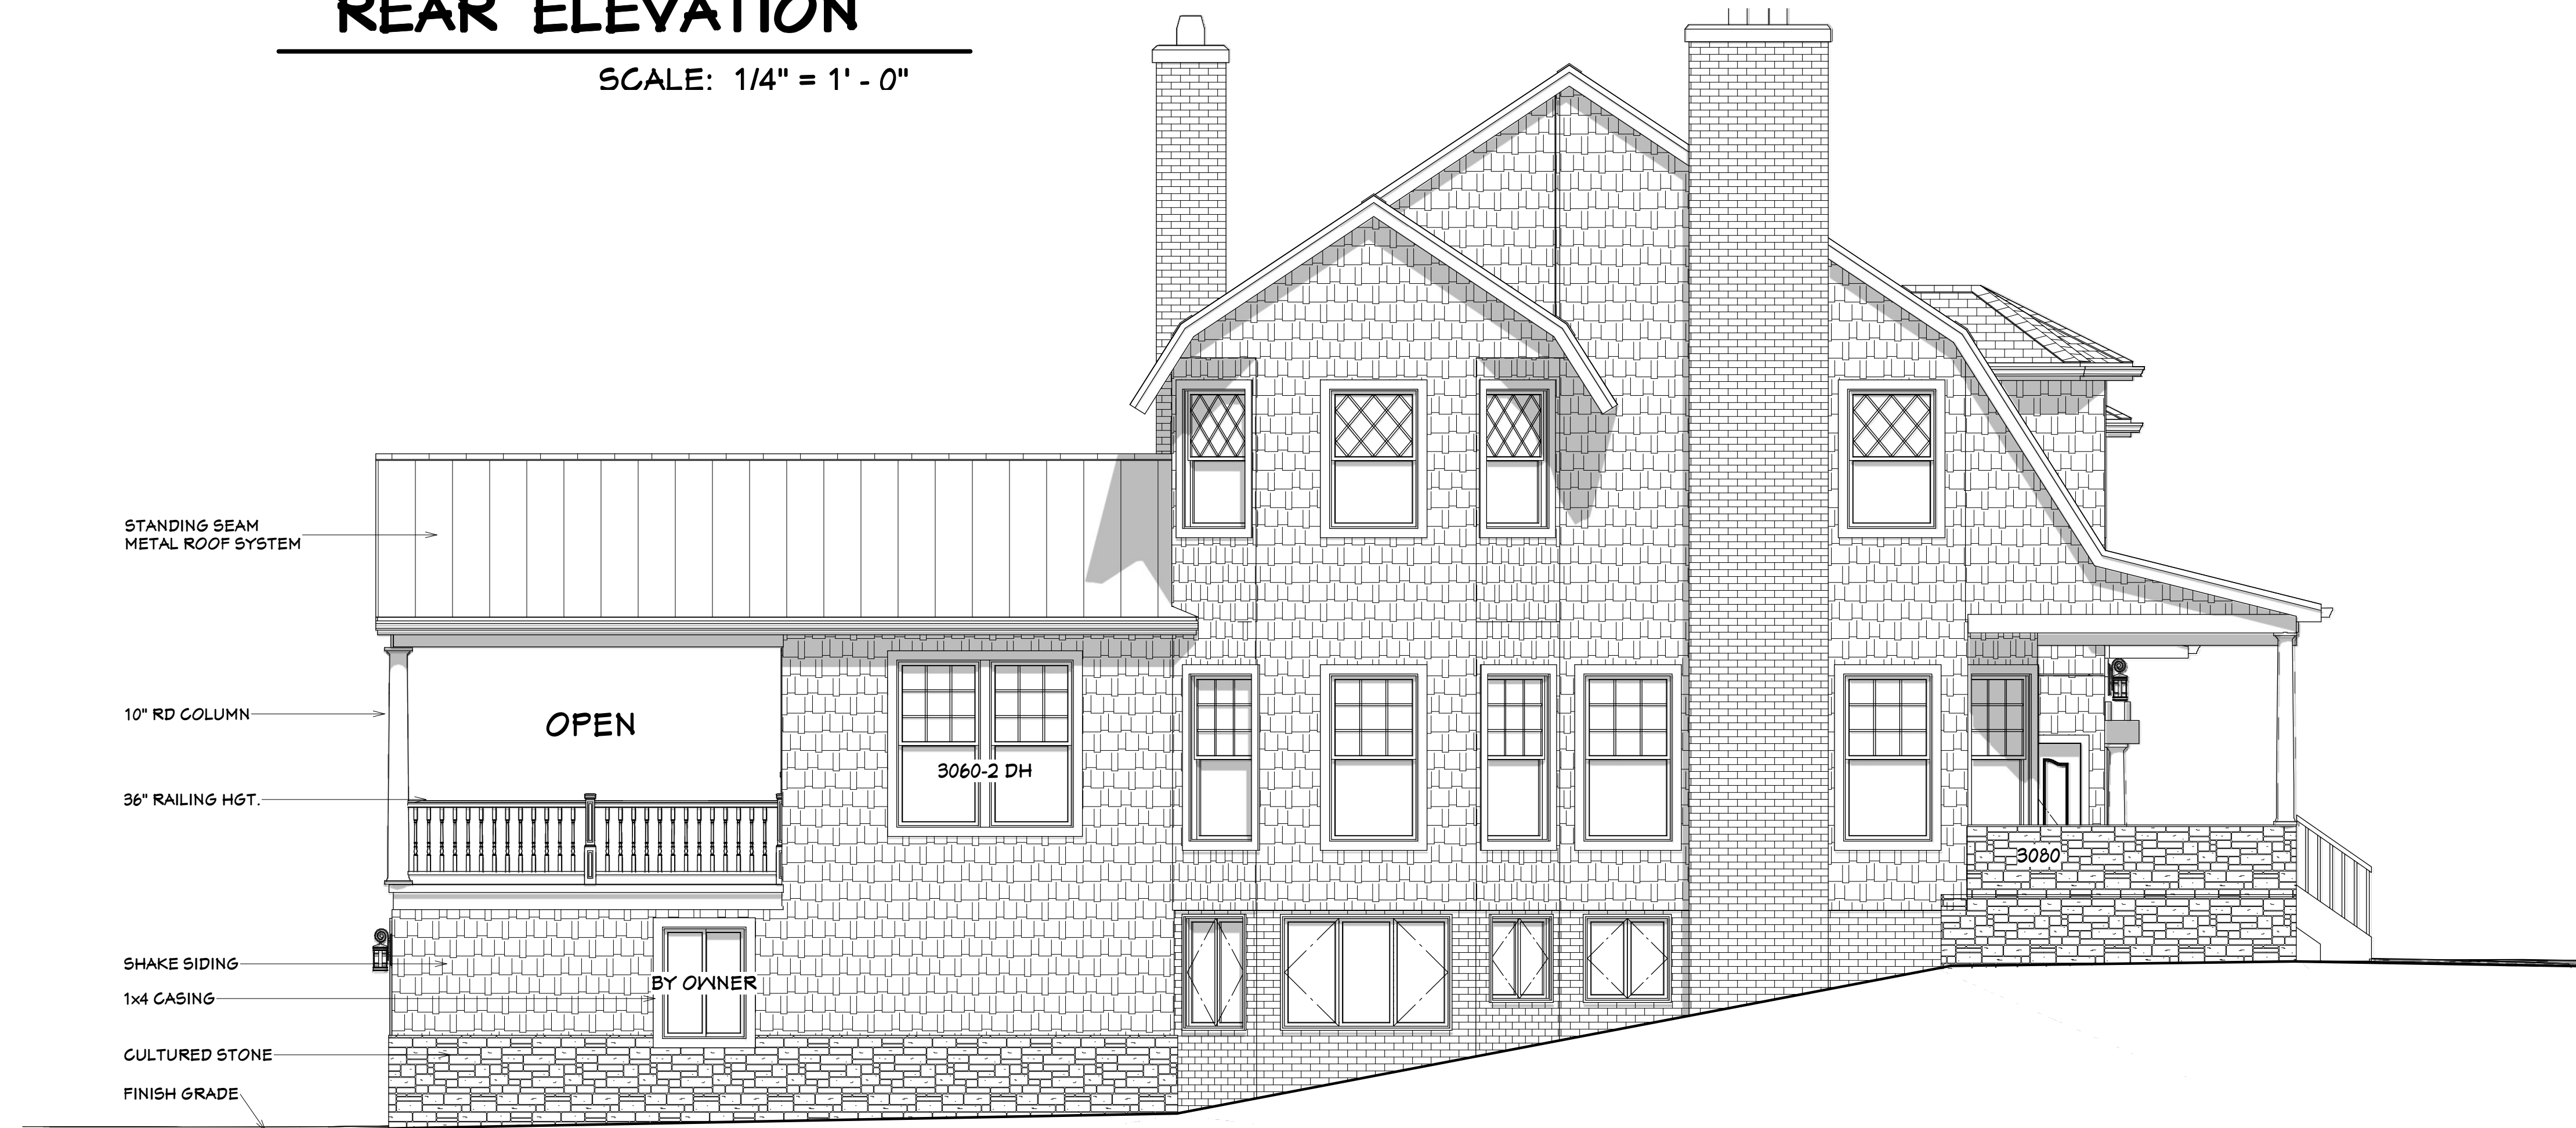 REAR ELEVATION
SCALE: 1/4" = 1' - 0"
STANDING SEAM
METAL ROOF SYSTEM
10" RD COLUMN
OPEN
3060-2 DH
36" RAILING HGT.
3080
SHAKE SIDING
BY OWNER
1x4 CASING
CULTURED STONE
FINISH GRADE